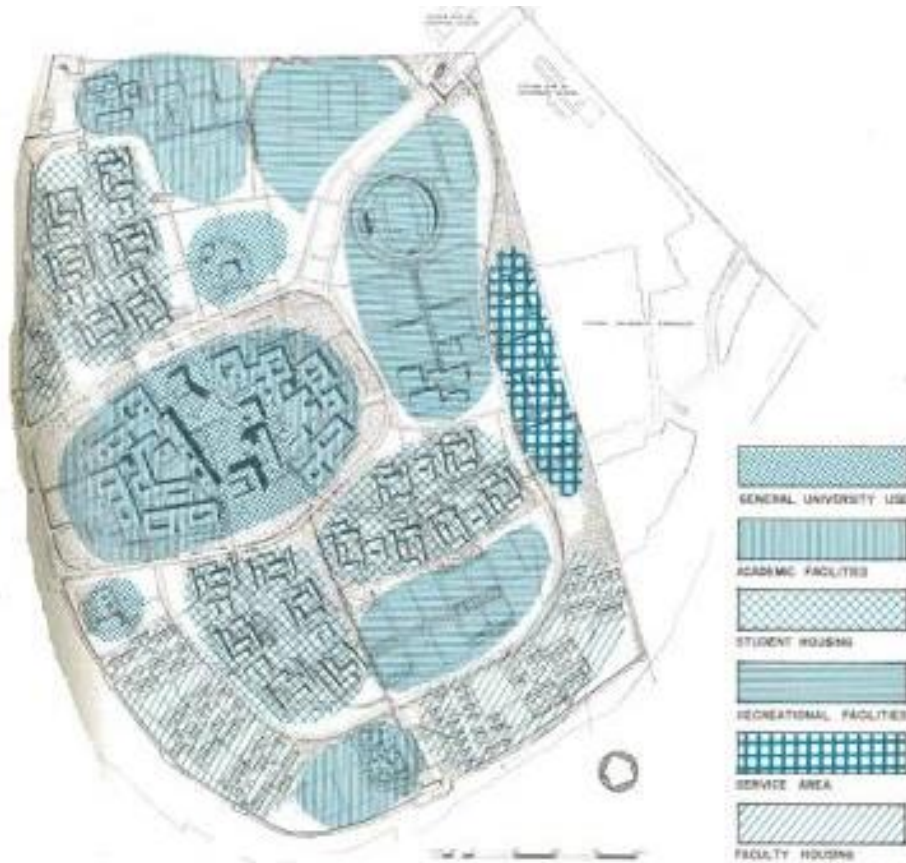 GENERAL UNIVERSITY USE
ACADEMIC FACILITIES
STUDENT HOUSING
RECREATIONAL FACILITIES
SERVICE AREA
FACULTY HOUSING